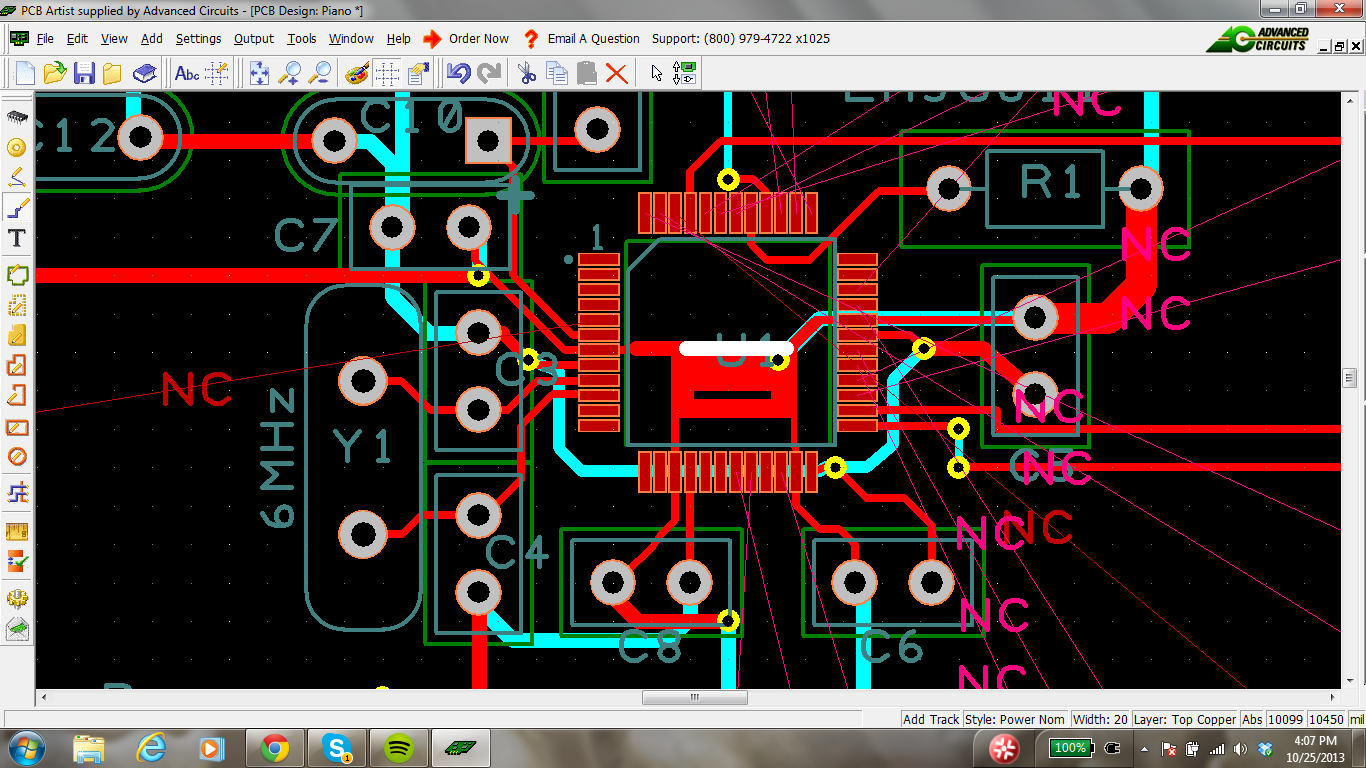 PCB Artist supplied by Advanced Circuits - [PCB Design: Piano *]
File Edit View Add Settings Output Tools Window Help Order Now Email A Question Support: (800) 979-4722 x1025
ADVANCED
CIRCUITS
Abc
T
C12
C10
NC
R1
C7
1
NC
NC
U1
C3
NC
NC
6MHz
Y1
NC
C4
NC
NC
NC
C8
C6
NC
Add Track Style: Power Nom Width: 20 Layer: Top Copper Abs 10099 10450 mil
100%
4:07 PM
10/25/2013
1